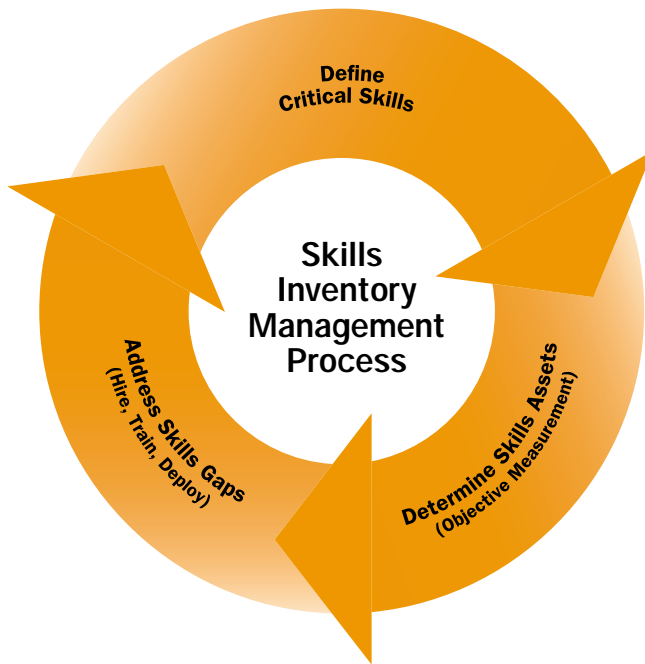 Define
Critical Skills
Skills
Inventory
Management
Process
Determine Skills Assets
(Objective Measurement)
Address Skills Gaps
(Hire, Train, Deploy)